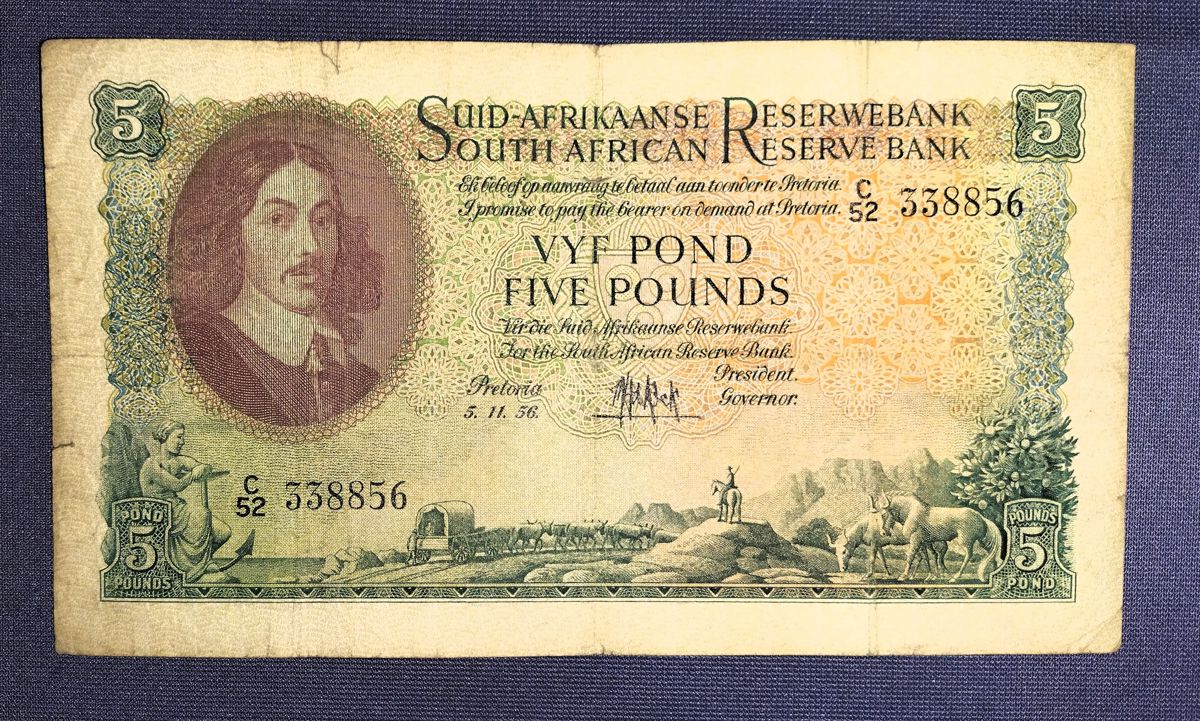 5
5
SUID-AFRIKAANSE RESERWEBANK
SOUTH AFRICAN RESERVE BANK
Ek beloof op aanvraag te betaal aan toonder te Pretoria.
I promise to pay the bearer on demand at Pretoria.
C/52 338856
VYF POND
FIVE POUNDS
Vir die Suid-Afrikaanse Reserwebank
For the South African Reserve Bank.
Pretoria
5. 11. 56.
President.
Governor.
C/52 338856
POND
5
POUNDS
POUNDS
5
POND